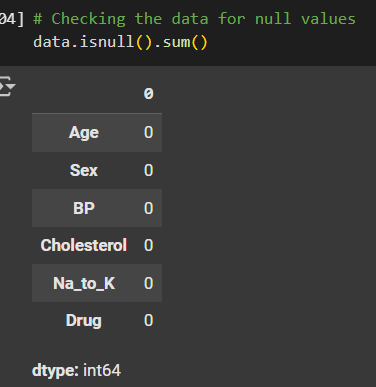 04] # Checking the data for null values
data.isnull().sum()
0
Age 0
Sex 0
BP 0
Cholesterol 0
Na_to_K 0
Drug 0
dtype: int64